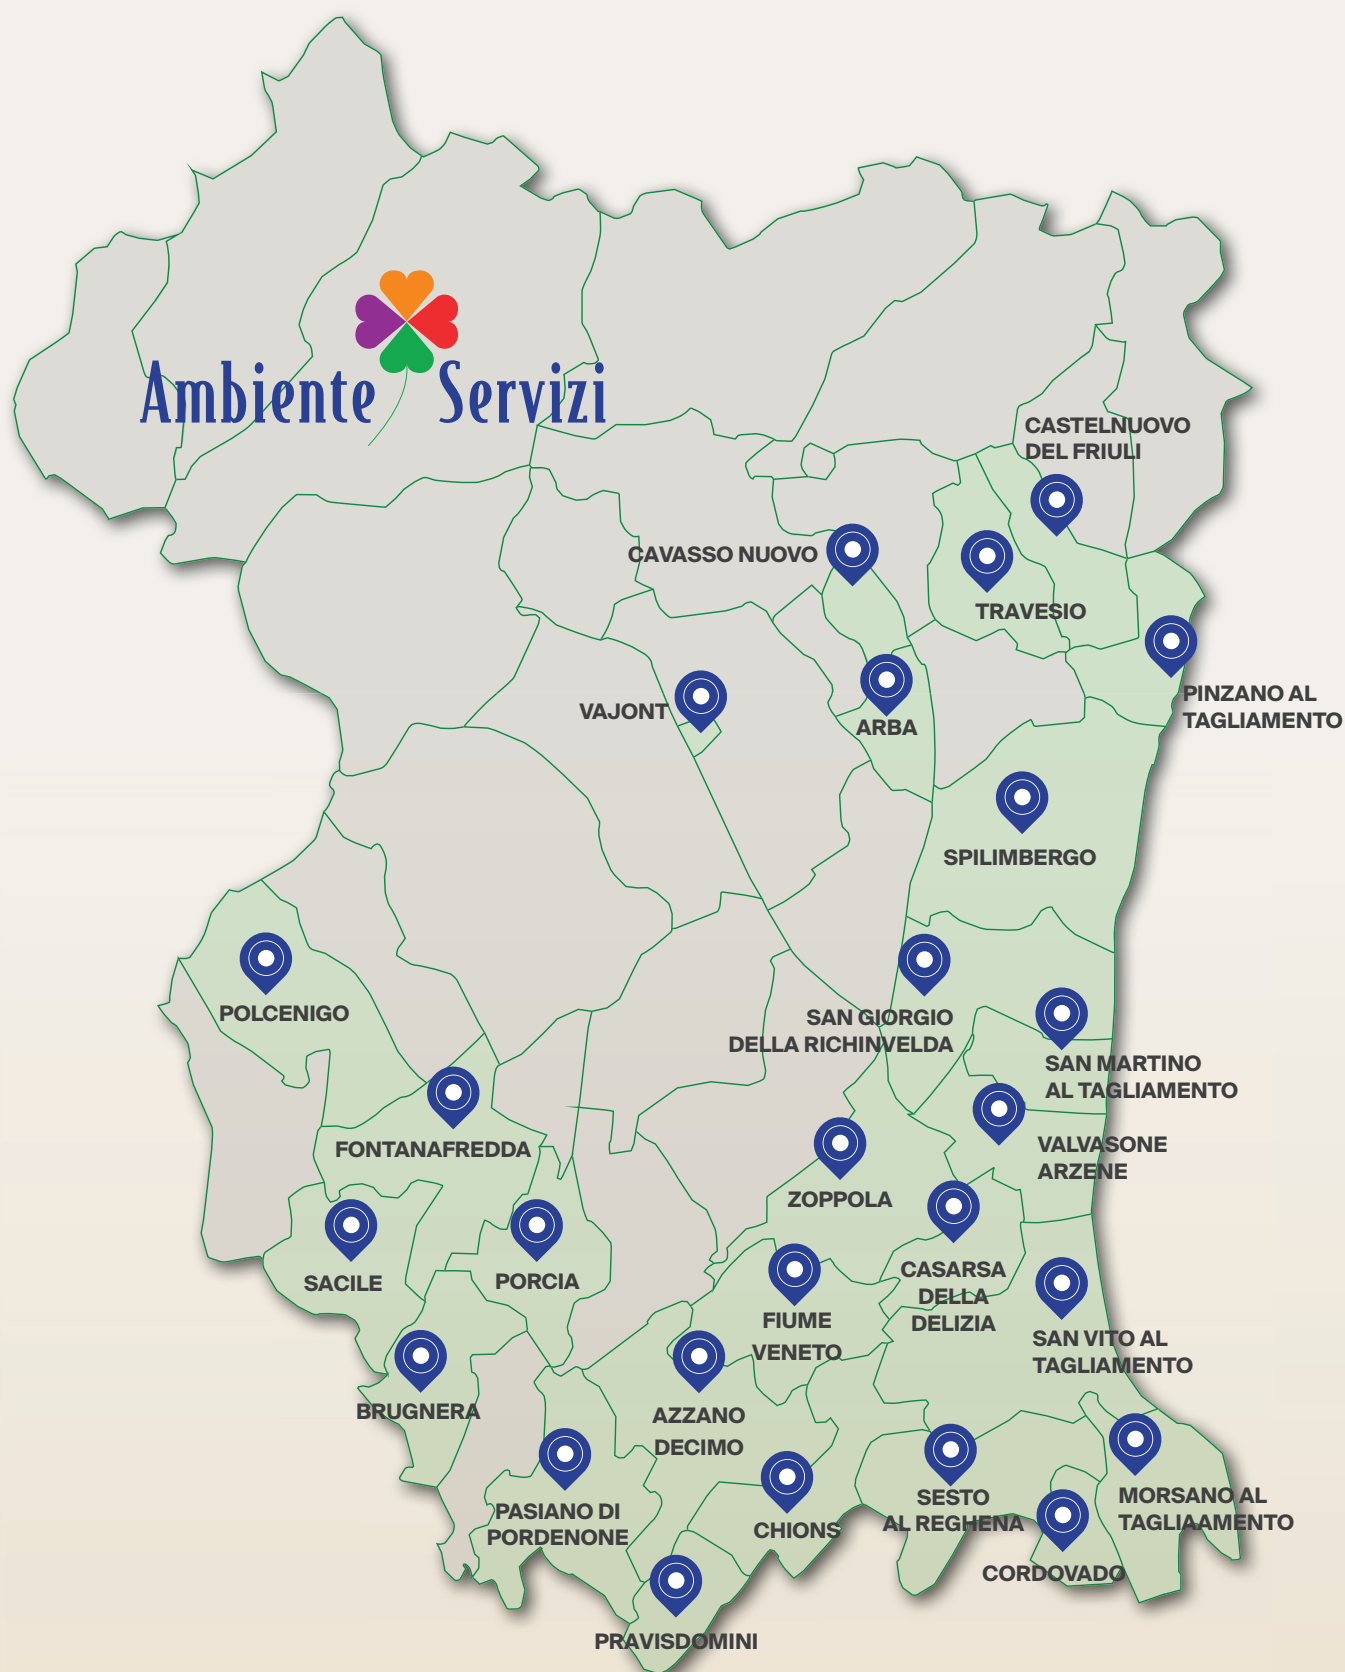 Ambiente Servizi
CASTELNUOVO
DEL FRIULI
CAVASSO NUOVO
TRAVESIO
PINZANO AL
TAGLIAMENTO
VAJONT
ARBA
SPILIMBERGO
POLCENIGO
SAN GIORGIO
DELLA RICHINVELDA
SAN MARTINO
AL TAGLIAMENTO
FONTANAFREDDA
VALVASONE
ARZENE
ZOPPOLA
SACILE
PORCIA
CASARSA
DELLA
DELIZIA
FIUME
VENETO
SAN VITO AL
TAGLIAMENTO
BRUGNERA
AZZANO
DECIMO
PASIANO DI
PORDENONE
CHIONS
SESTO
AL REGHENA
MORSANO AL
TAGLIAAMENTO
CORDOVADO
PRAVISDOMINI